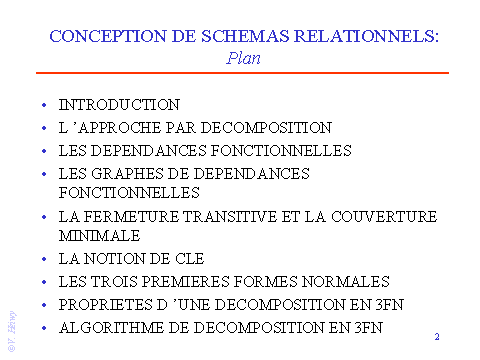 CONCEPTION DE SCHEMAS RELATIONNELS:
Plan
• INTRODUCTION
• L ’APPROCHE PAR DECOMPOSITION
• LES DEPENDANCES FONCTIONNELLES
• LES GRAPHES DE DEPENDANCES
FONCTIONNELLES
• LA FERMETURE TRANSITIVE ET LA COUVERTURE
MINIMALE
• LA NOTION DE CLE
• LES TROIS PREMIERES FORMES NORMALES
• PROPRIETES D ’UNE DECOMPOSITION EN 3FN
• ALGORITHME DE DECOMPOSITION EN 3FN
2